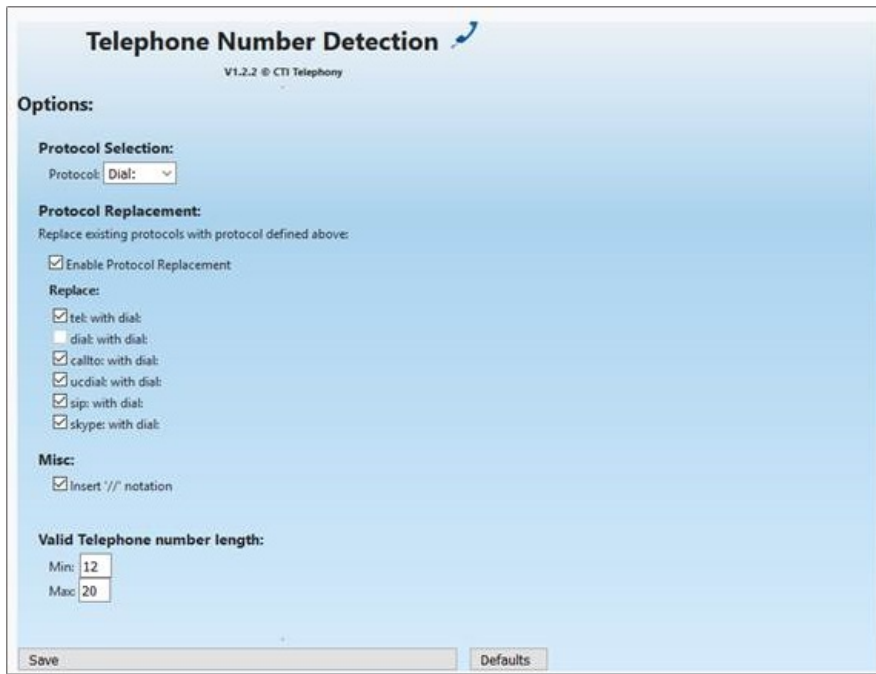 Telephone Number Detection
V1.2.2 © CTI Telephony
Options:
Protocol Selection:
Protocol: Dial:
Protocol Replacement:
Replace existing protocols with protocol defined above:
Enable Protocol Replacement
Replace:
tel: with dial:
dial: with dial:
callto: with dial:
ucdial: with dial:
sip: with dial:
skype: with dial:
Misc:
Insert '//' notation
Valid Telephone number length:
Min: 12
Max: 20
Save Defaults